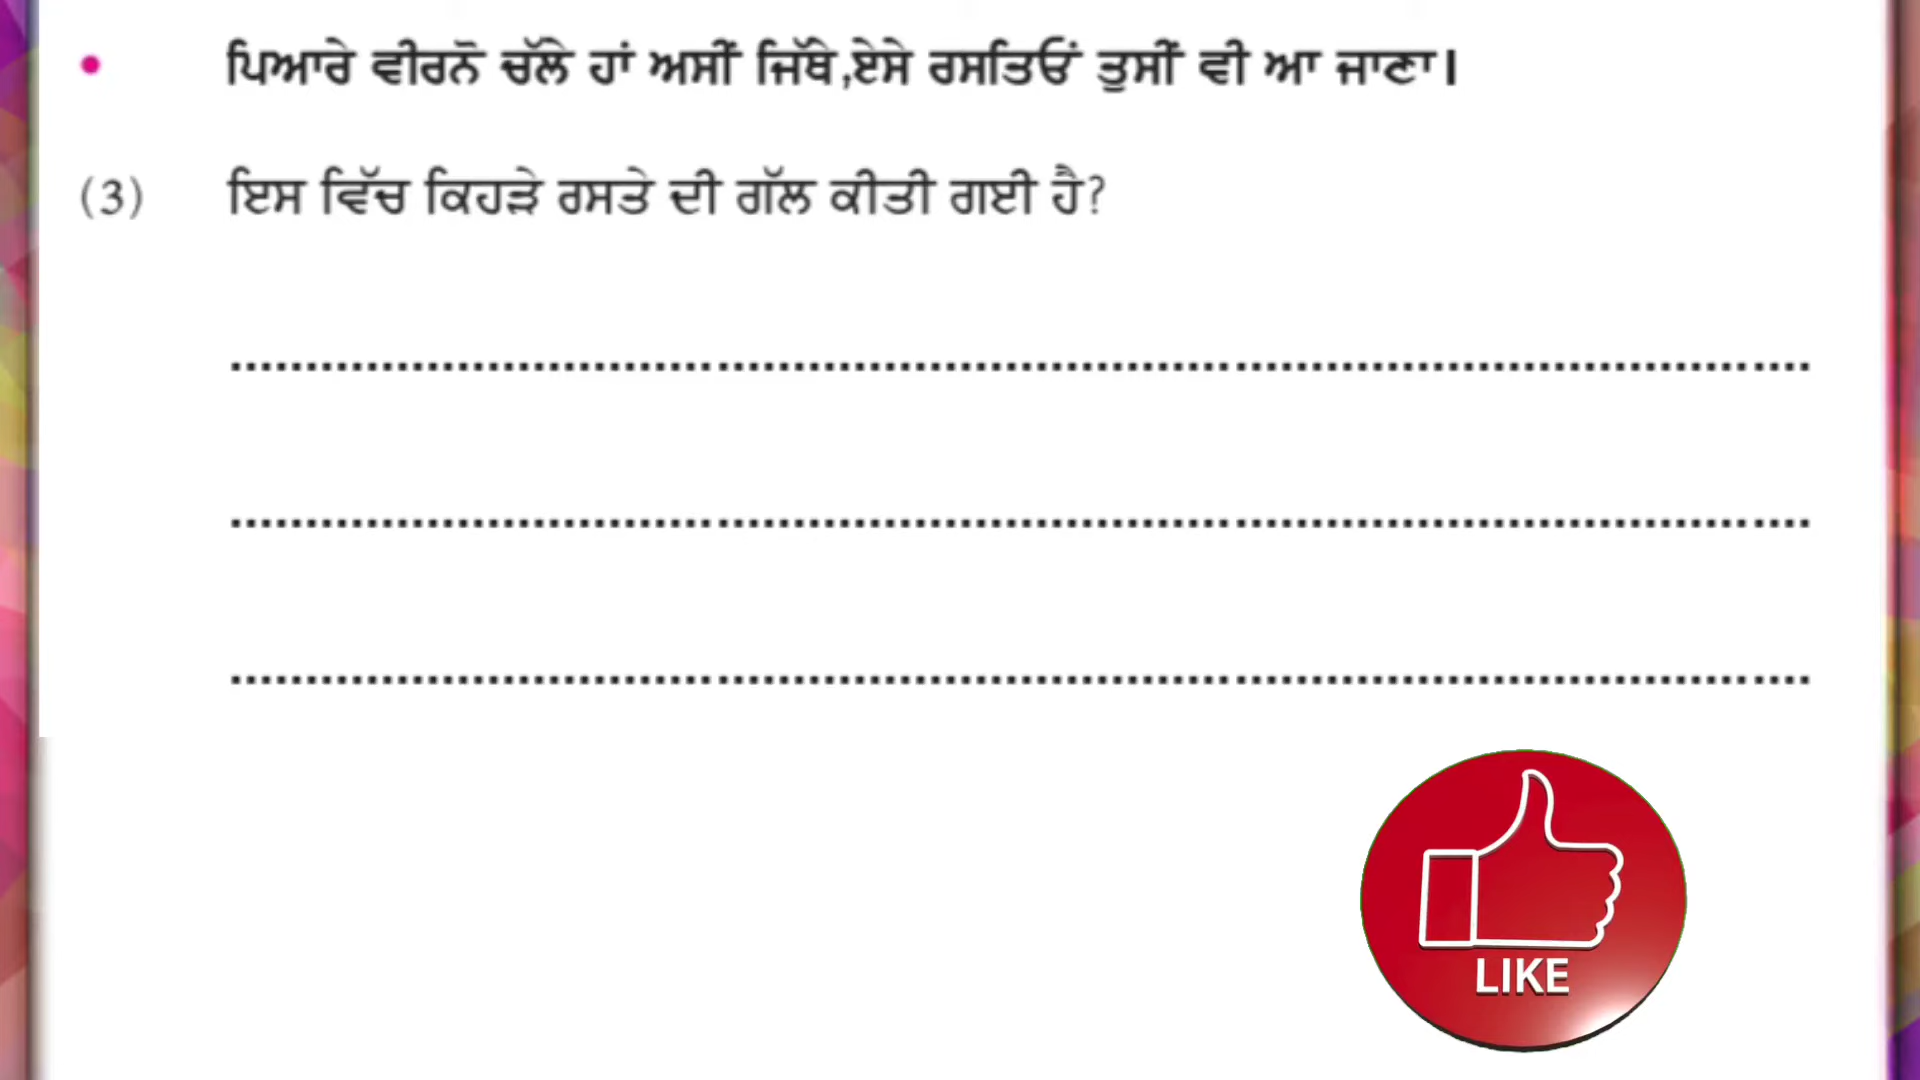 • ਪਿਆਰੇ ਵੀਰਨੋ ਚੱਲੇ ਹਾਂ ਅਸੀਂ ਜਿੱਥੇ,ਏਸੇ ਰਸਤਿਓਂ ਤੁਸੀਂ ਵੀ ਆ ਜਾਣਾ।
(3) ਇਸ ਵਿੱਚ ਕਿਹੜੇ ਰਸਤੇ ਦੀ ਗੱਲ ਕੀਤੀ ਗਈ ਹੈ?
LIKE